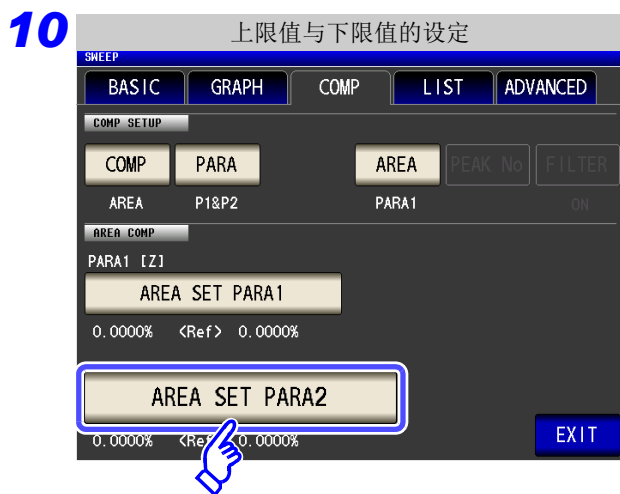 10
上限值与下限值的设定
SWEEP
BASIC GRAPH COMP LIST ADVANCED
COMP SETUP
COMP PARA AREA PEAK No FILTER
AREA P1&P2 PARA1 ON
AREA COMP
PARA1 [Z]
AREA SET PARA1
0.0000% <Ref> 0.0000%
AREA SET PARA2
0.0000% <Ref 0.0000%
EXIT